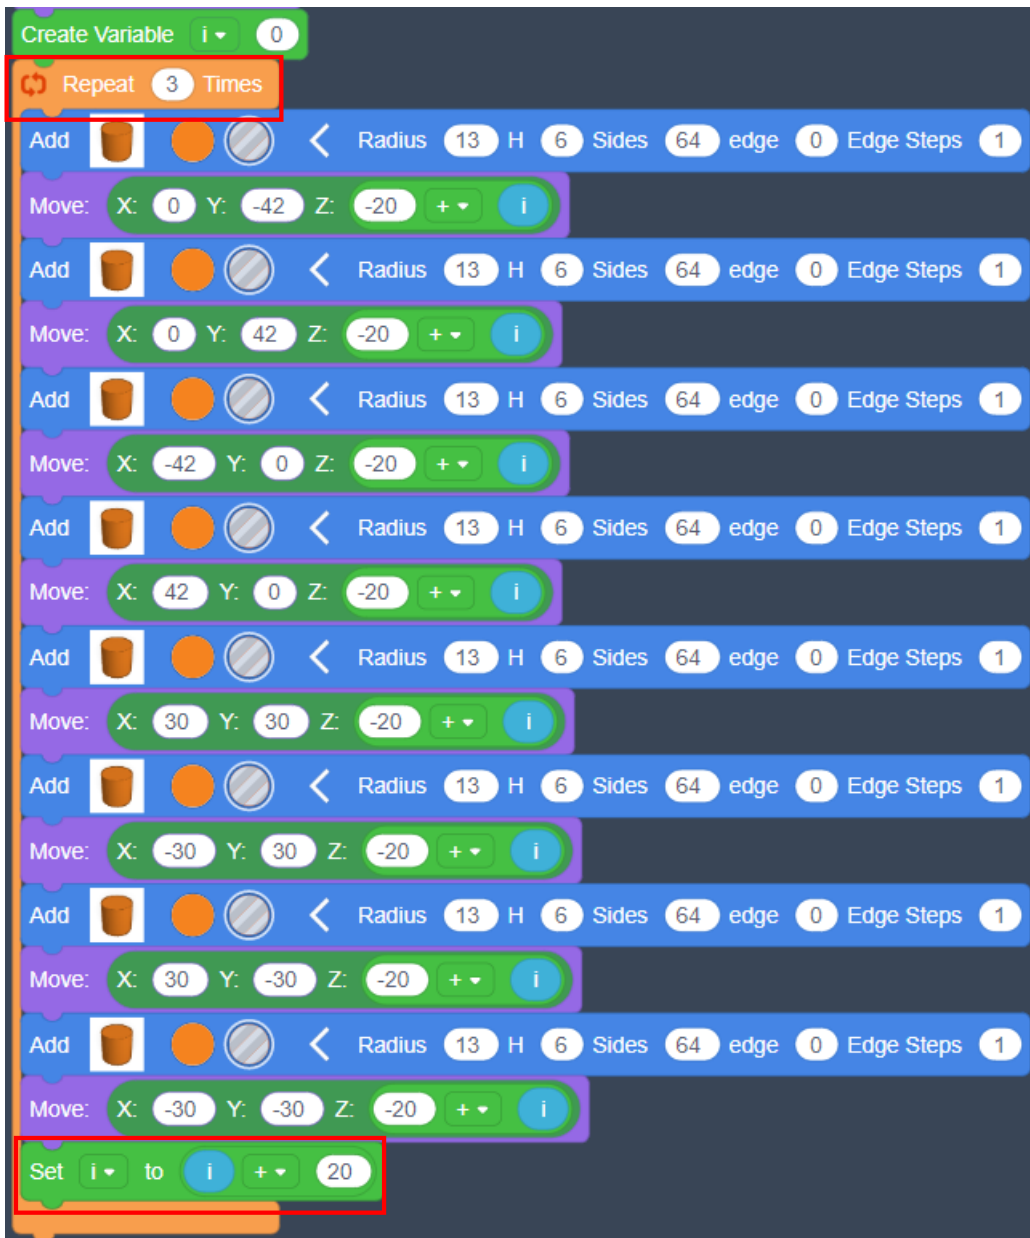 Create Variable i 0
Repeat 3 Times
Add Radius 13 H 6 Sides 64 edge 0 Edge Steps 1
Move: X: 0 Y: -42 Z: -20 + i
Add Radius 13 H 6 Sides 64 edge 0 Edge Steps 1
Move: X: 0 Y: 42 Z: -20 + i
Add Radius 13 H 6 Sides 64 edge 0 Edge Steps 1
Move: X: -42 Y: 0 Z: -20 + i
Add Radius 13 H 6 Sides 64 edge 0 Edge Steps 1
Move: X: 42 Y: 0 Z: -20 + i
Add Radius 13 H 6 Sides 64 edge 0 Edge Steps 1
Move: X: 30 Y: 30 Z: -20 + i
Add Radius 13 H 6 Sides 64 edge 0 Edge Steps 1
Move: X: -30 Y: 30 Z: -20 + i
Add Radius 13 H 6 Sides 64 edge 0 Edge Steps 1
Move: X: 30 Y: -30 Z: -20 + i
Add Radius 13 H 6 Sides 64 edge 0 Edge Steps 1
Move: X: -30 Y: -30 Z: -20 + i
Set i to i + 20